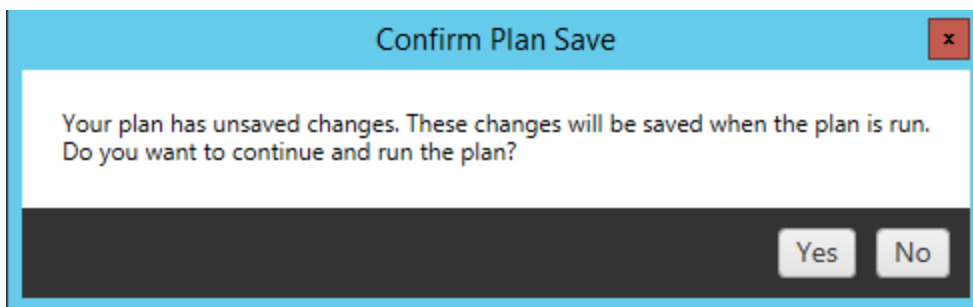 Confirm Plan Save
x
Your plan has unsaved changes. These changes will be saved when the plan is run.
Do you want to continue and run the plan?
Yes No